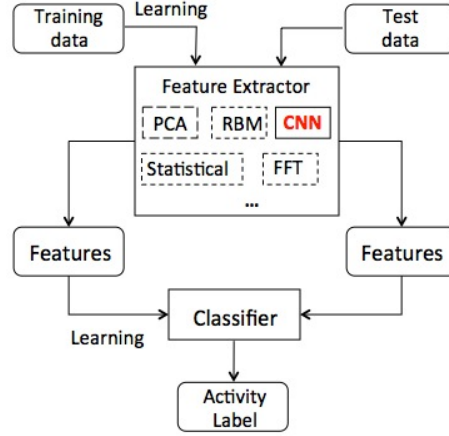 Training
data
Learning
Test
data
Feature Extractor
PCA
RBM
CNN
Statistical
FFT
...
Features
Features
Learning
Classifier
Activity
Label